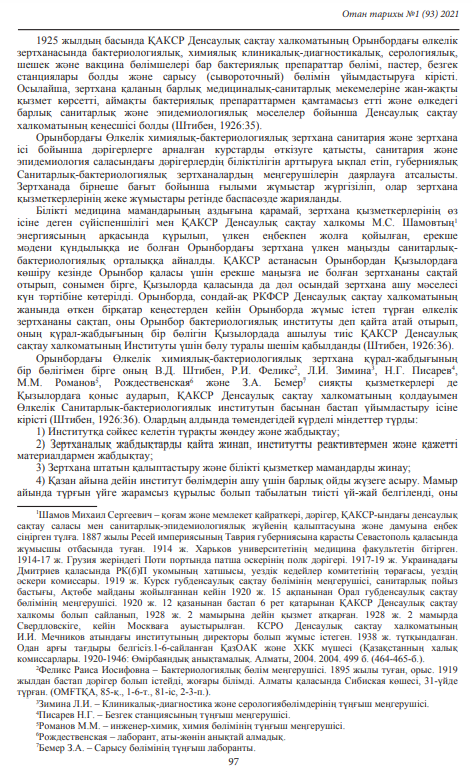 Отан тарихы №1 (93) 2021
1925 жылдың басында ҚАКСР Денсаулық сақтау халкоматының Орынбордағы өлкелік
зертханасында бактериологиялық, химиялық клиникалық-диагностикалық, серологиялық,
шешек және вакцина бөлімшелері бар бактериялық препараттар бөлімі, пастер, безгек
станциялары болды және сарысу (сывороточный) бөлімін ұйымдастыруға кірісті.
Осылайша, зертхана қаланың барлық медициналық-санитарлық мекемелеріне жан-жақты
қызмет көрсетті, аймақты бактериялық препараттармен қамтамасыз етті және өлкедегі
барлық санитарлық және эпидемиологиялық мәселелер бойынша Денсаулық сақтау
халкоматының кеңесшісі болды (Штибен, 1926:35).
Орынбордағы Өлкелік химиялық-бактериологиялық зертхана санитария және зертхана
ісі бойынша дәрігерлерге арналған курстарды өткізуге қатысты, санитария және
эпидемиология саласындағы дәрігерлердің біліктілігін арттыруға ықпал етіп, губерниялық
Санитарлық-бактериологиялық зертханалардың меңгерушілерін даярлауға атсалысты.
Зертханада бірнеше бағыт бойынша ғылыми жұмыстар жүргізіліп, олар зертхана
қызметкерлерінің жеке жұмыстары ретінде баспасөзде жарияланды.
Білікті медицина мамандарының аздығына қарамай, зертхана қызметкерлерінің өз
ісіне деген сүйіспеншілігі мен ҚАКСР Денсаулық сақтау халкомы М.С. Шамовтың¹
энергиясының арқасында құрылып, үлкен еңбекпен жолға қойылған, ерекше
модени құндылыққа ие болған Орынбордағы зертхана үлкен маңызды санитарлық-
бактериологиялық орталыққа айналды. ҚАКСР астанасын Орынбордан Қызылордаға
көшіру кезінде Орынбор қаласы үшін ерекше маңызға ие болған зертхананы сақтай
отырып, сонымен бірге, Қызылорда қаласында да дәл осындай зертхана ашу мәселесі
күн тәртібіне көтерілді. Орынборда, сондай-ақ РКФСР Денсаулық сақтау халкоматының
жанында өткен бірқатар кеңестерден кейін Орынборда жұмыс істеп тұрған өлкелік
зертхананы сақтап, оны Орынбор бактериологиялық институты деп қайта атай отырып,
оның құрал-жабдығының бір бөлігін Қызылордада ашылуы тиіс ҚАКСР Денсаулық
сақтау халкоматының Институты үшін бөлу туралы шешім қабылданды (Штибен, 1926:36).
Орынбордағы Өлкелік химиялық-бактериологиялық зертхана құрал-жабдығының
бір бөлігімен бірге оның В.Д. Штибен, Р.И. Феликс², Л.И. Зимина³, Н.Г. Писарев⁴,
М.М. Романов⁵, Рождественская⁶ және З.А. Бемер⁷ сияқты қызметкерлері де
Қызылордаға қоныс аударып, ҚАКСР Денсаулық сақтау халкоматының қолдауымен
Өлкелік Санитарлық-бактериологиялық институтын басынан бастап ұйымдастыру ісіне
кірісті (Штибен, 1926:36). Олардың алдында төмендегідей күрделі міндеттер тұрды:
1) Институтқа сәйкес келетін тұрақты жөндеу және жабдықтау;
2) Зертханалық жабдықтарды қайта жинап, институтты реактивтермен және қажетті
материалдармен жабдықтау;
3) Зертхана штатын қалыптастыру және білікті қызметкер мамандарды жинау;
4) Қазан айына дейін институт бөлімдерін ашу үшін барлық ойды жүзеге асыру. Мамыр
айында тұрғын үйге жарамсыз құрылыс болып табылатын тиісті үй-жай белгіленді, оны
¹Шамов Михаил Сергеевич – қоғам және мемлекет қайраткері, дәрігер, ҚАКСР-ындағы денсаулық
сақтау саласы мен санитарлық-эпидемиологиялық жүйенің қалыптасуына және дамуына еңбек
сіңірген тұлға. 1887 жылы Ресей империясының Таврия губерниясына қарасты Севастополь қаласында
жұмысшы отбасында туған. 1914 ж. Харьков университетінің медицина факультетін бітірген.
1914-17 ж. Грузия жеріндегі Поти портында патша әскерінің полк дәрігері. 1917-19 ж. Украинадағы
Дмитриев қаласында РК(б)П укомының хатшысы, уездік кедейлер комитетінің төрағасы, уездік
әскери комиссары. 1919 ж. Курск губденсаулық сақтау бөлімінің меңгерушісі, санитарлық пойыз
бастығы, Ақтөбе майданы жойылғаннан кейін 1920 ж. 15 ақпанынан Орал губденсаулық сақтау
бөлімінің меңгерушісі. 1920 ж. 12 қазанынан бастап 6 рет қатарынан ҚАКСР Денсаулық сақтау
халкомы болып сайланып, 1928 ж. 2 мамырына дейін қызмет атқарған. 1928 ж. 2 мамырда
Свердловскіге, кейін Москваға ауыстырылған. КСРО Денсаулық сақтау халкоматының
И.И. Мечников атындағы институтының директоры болып жұмыс істеген. 1938 ж. тұтқындалған.
Одан арғы тағдыры белгісіз.1-6-сайланған ҚазОАК және ХКК мүшесі (Қазақстанның халық
комиссарлары. 1920-1946: Өмірбаяндық анықтамалық. Алматы, 2004. 2004. 499 б. (464-465-б.).
²Феликс Раиса Иосифовна – Бактериологиялық бөлім меңгерушісі. 1895 жылы туған, орыс. 1919
жылдан бастап дәрігер болып істейді, жоғары білімді. Алматы қаласында Сибиская көшесі, 31-үйде
тұрған. (ОМҒТҚА, 85-қ., 1-6-т., 81-іс, 2-3-п.).
³Зимина Л.И. – Клиникалық-диагностика және серологиябөлімдерінің тұңғыш меңгерушісі.
⁴Писарев Н.Г. – Безгек станциясының тұңғыш меңгерушісі.
⁵Романов М.М. – инженер-химик, химия бөлімінің тұңғыш меңгерушісі.
⁶Рождественская – лаборант, аты-жөнін анықтай алмадық.
⁷Бемер З.А. – Сарысу бөлімінің тұңғыш лаборанты.
97